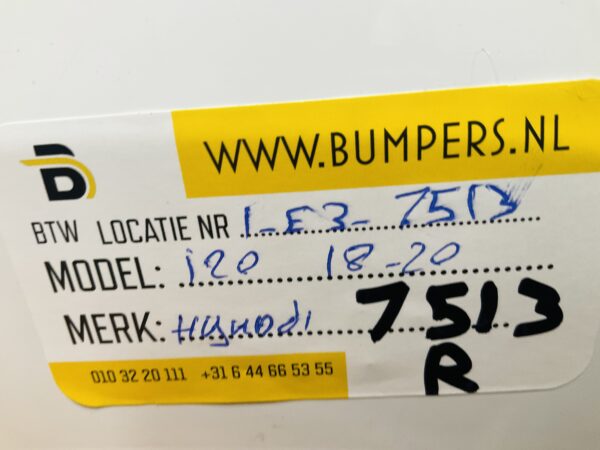 WWW.BUMPERS.NL
B
BTW LOCATIE NR 1-E3-7513
MODEL: i20 18-20
MERK: Hyundi 7513
R
010 32 20 111 +31 6 44 66 53 55